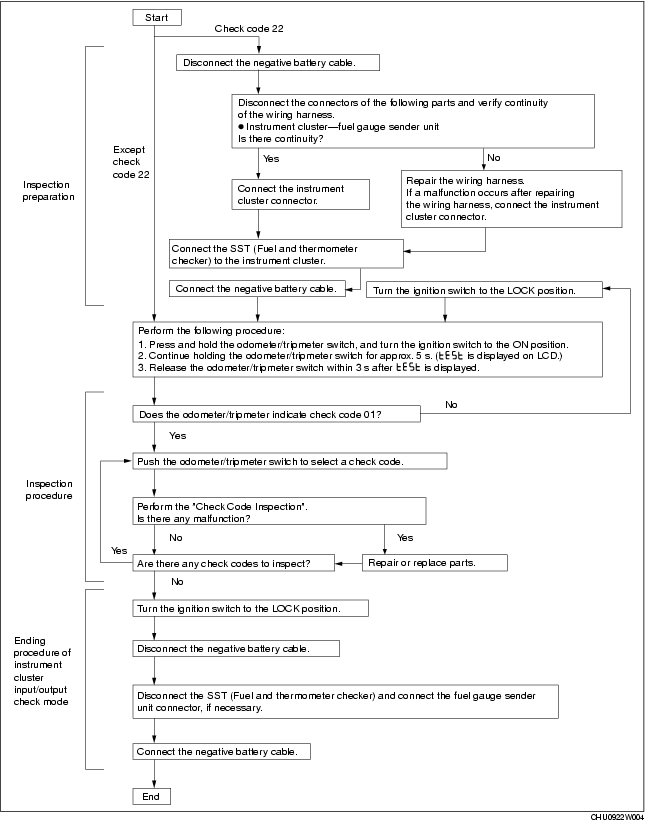 Start
Check code 22
Disconnect the negative battery cable.
Disconnect the connectors of the following parts and verify continuity
of the wiring harness.
● Instrument cluster—fuel gauge sender unit
Is there continuity?
Except
check
code 22
Inspection
preparation
Yes
No
Connect the instrument
cluster connector.
Repair the wiring harness.
If a malfunction occurs after repairing
the wiring harness, connect the instrument
cluster connector.
Connect the SST (Fuel and thermometer
checker) to the instrument cluster.
Connect the negative battery cable.
Turn the ignition switch to the LOCK position.
Perform the following procedure:
1. Press and hold the odometer/tripmeter switch, and turn the ignition switch to the ON position.
2. Continue holding the odometer/tripmeter switch for approx. 5 s. (tESt is displayed on LCD.)
3. Release the odometer/tripmeter switch within 3 s after tESt is displayed.
No
Does the odometer/tripmeter indicate check code 01?
Yes
Push the odometer/tripmeter switch to select a check code.
Inspection
procedure
Perform the "Check Code Inspection".
Is there any malfunction?
No
Yes
Yes
Are there any check codes to inspect?
Repair or replace parts.
No
Turn the ignition switch to the LOCK position.
Ending
procedure of
instrument
cluster
input/output
check mode
Disconnect the negative battery cable.
Disconnect the SST (Fuel and thermometer checker) and connect the fuel gauge sender
unit connector, if necessary.
Connect the negative battery cable.
End
CHU0922W004